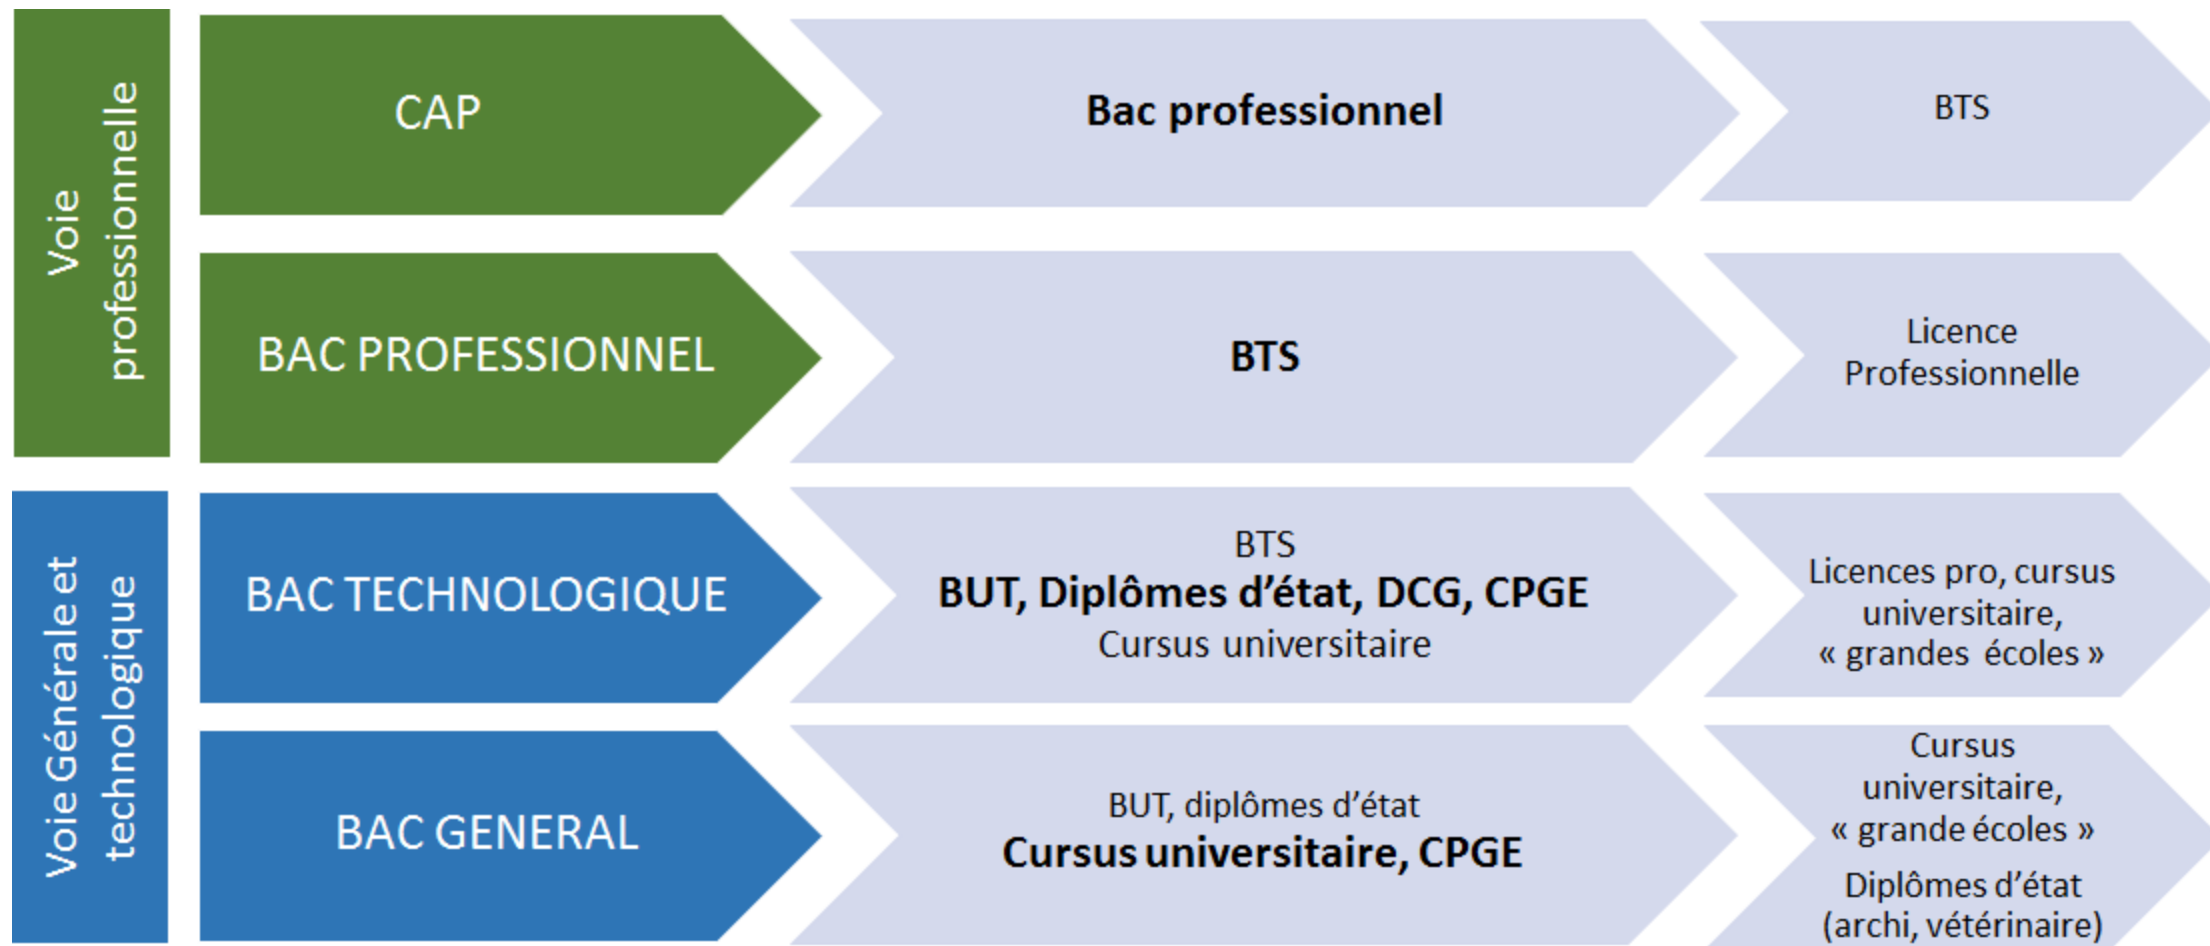 Voie
professionnelle
CAP
Bac professionnel
BTS
BAC PROFESSIONNEL
BTS
Licence
Professionnelle
Voie Générale et
technologique
BAC TECHNOLOGIQUE
BTS
BUT, Diplômes d’état, DCG, CPGE
Cursus universitaire
Licences pro, cursus
universitaire,
« grandes écoles »
BAC GENERAL
BUT, diplômes d’état
Cursus universitaire, CPGE
Cursus
universitaire,
« grande écoles »
Diplômes d’état
(archi, vétérinaire)